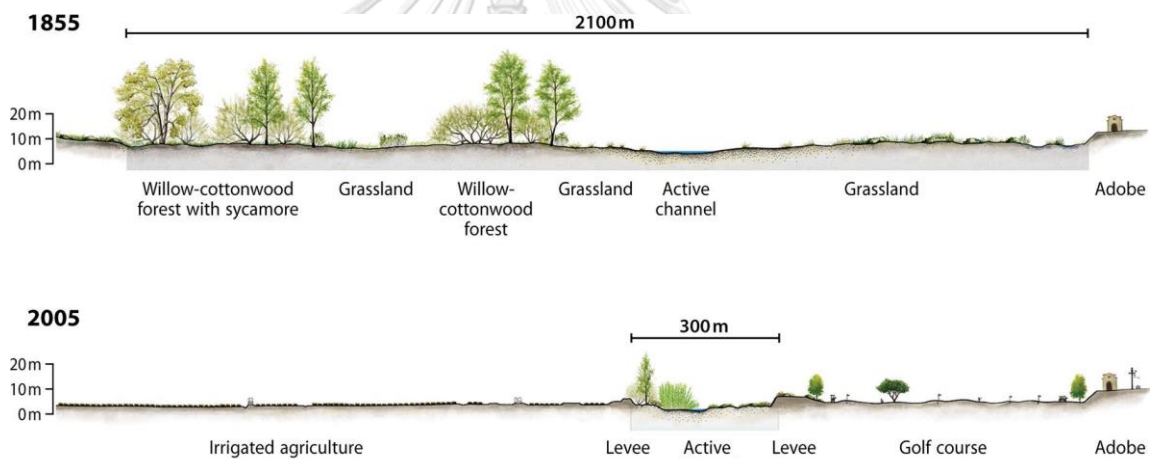 1855
2100m
20m
10m
0m
Willow-cottonwood
forest with sycamore
Grassland
Willow-
cottonwood
forest
Grassland
Active
channel
Grassland
Adobe
2005
300m
20m
10m
0m
Irrigated agriculture
Levee
Active
Levee
Golf course
Adobe